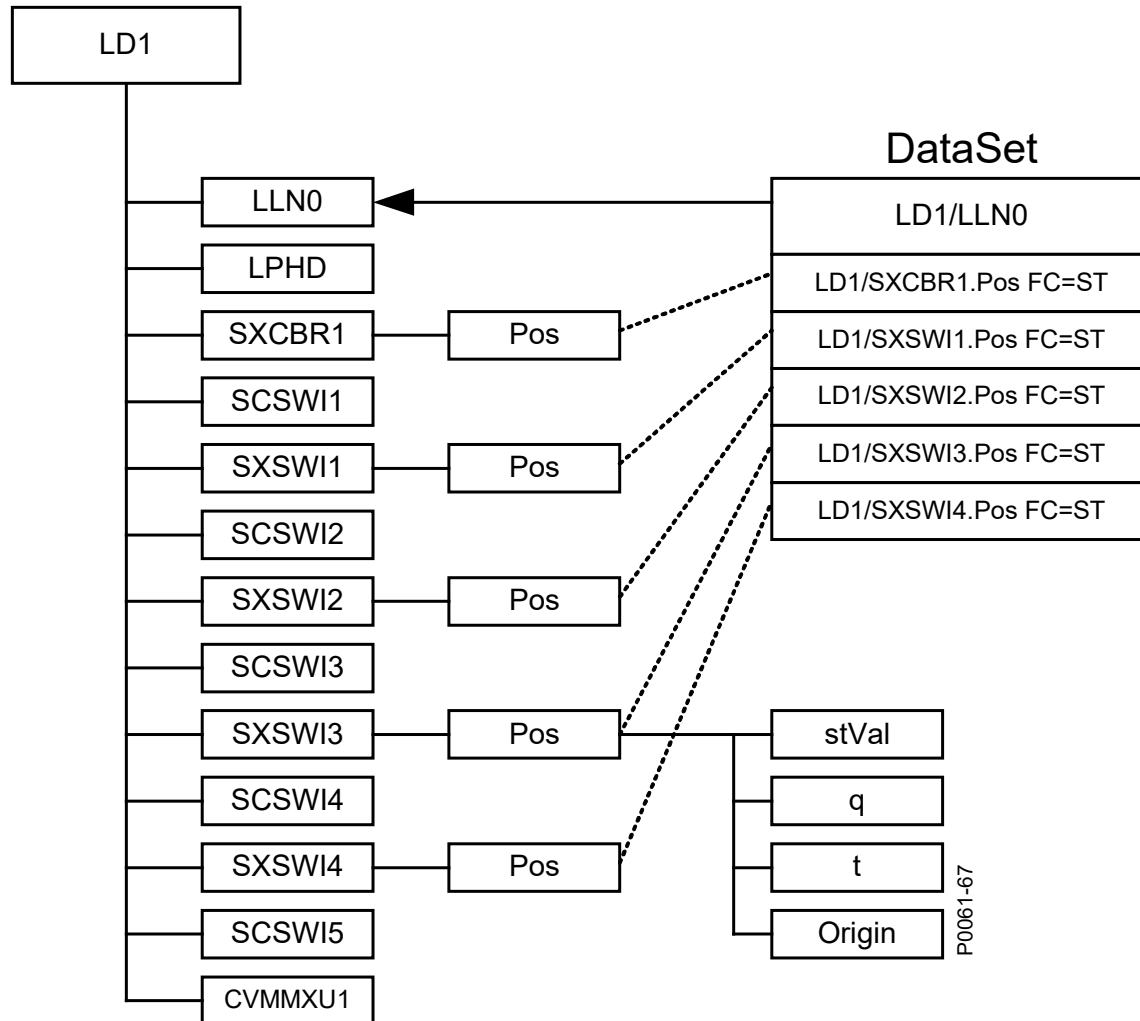 LD1
DataSet
LLN0
LD1/LLN0
LPHD
LD1/SXCBR1.Pos FC=ST
SXCBR1
Pos
LD1/SXSWI1.Pos FC=ST
SCSWI1
LD1/SXSWI2.Pos FC=ST
SXSWI1
Pos
LD1/SXSWI3.Pos FC=ST
SCSWI2
LD1/SXSWI4.Pos FC=ST
SXSWI2
Pos
SCSWI3
SXSWI3
Pos
stVal
SCSWI4
q
SXSWI4
Pos
t
SCSWI5
Origin
P0061-67
CVMMXU1